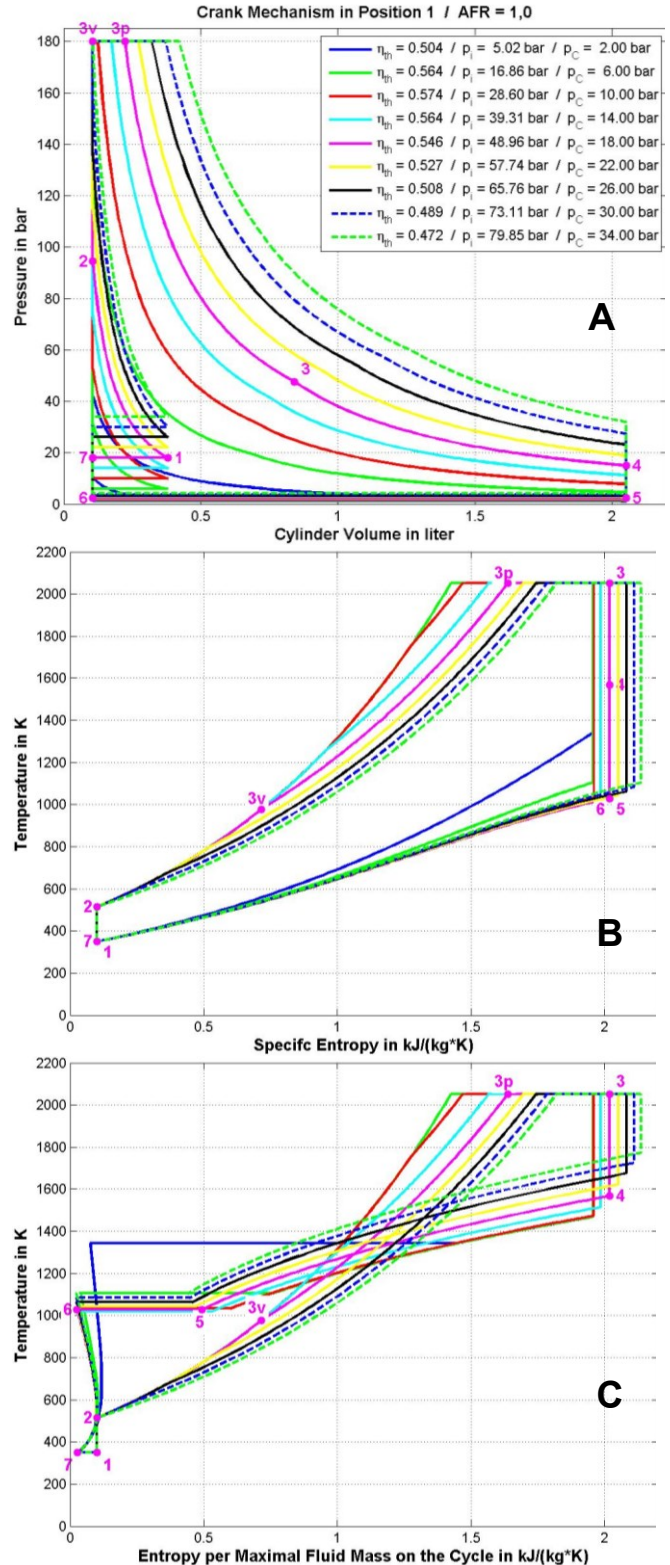 Crank Mechanism in Position 1 / AFR = 1,0
3v 3p
180
160
140
120
100
80
60
40
20
0
Pressure in bar
ηth = 0.504 / pi = 5.02 bar / pC = 2.00 bar
ηth = 0.564 / pi = 16.86 bar / pC = 6.00 bar
ηth = 0.574 / pi = 28.60 bar / pC = 10.00 bar
ηth = 0.564 / pi = 39.31 bar / pC = 14.00 bar
ηth = 0.546 / pi = 48.96 bar / pC = 18.00 bar
ηth = 0.527 / pi = 57.74 bar / pC = 22.00 bar
ηth = 0.508 / pi = 65.76 bar / pC = 26.00 bar
ηth = 0.489 / pi = 73.11 bar / pC = 30.00 bar
ηth = 0.472 / pi = 79.85 bar / pC = 34.00 bar
2
A
3
7 1 4
6 5
0 0.5 1 1.5 2
Cylinder Volume in liter
2200
2000
1800
1600
1400
1200
1000
800
600
400
200
0
Temperature in K
3p 3
4
3v 6 5
2
7 1
B
0 0.5 1 1.5 2
Specifc Entropy in kJ/(kg*K)
2200
2000
1800
1600
1400
1200
1000
800
600
400
200
0
Temperature in K
3p 3
4
6 5 3v
2
7 1
C
0 0.5 1 1.5 2
Entropy per Maximal Fluid Mass on the Cycle in kJ/(kg*K)